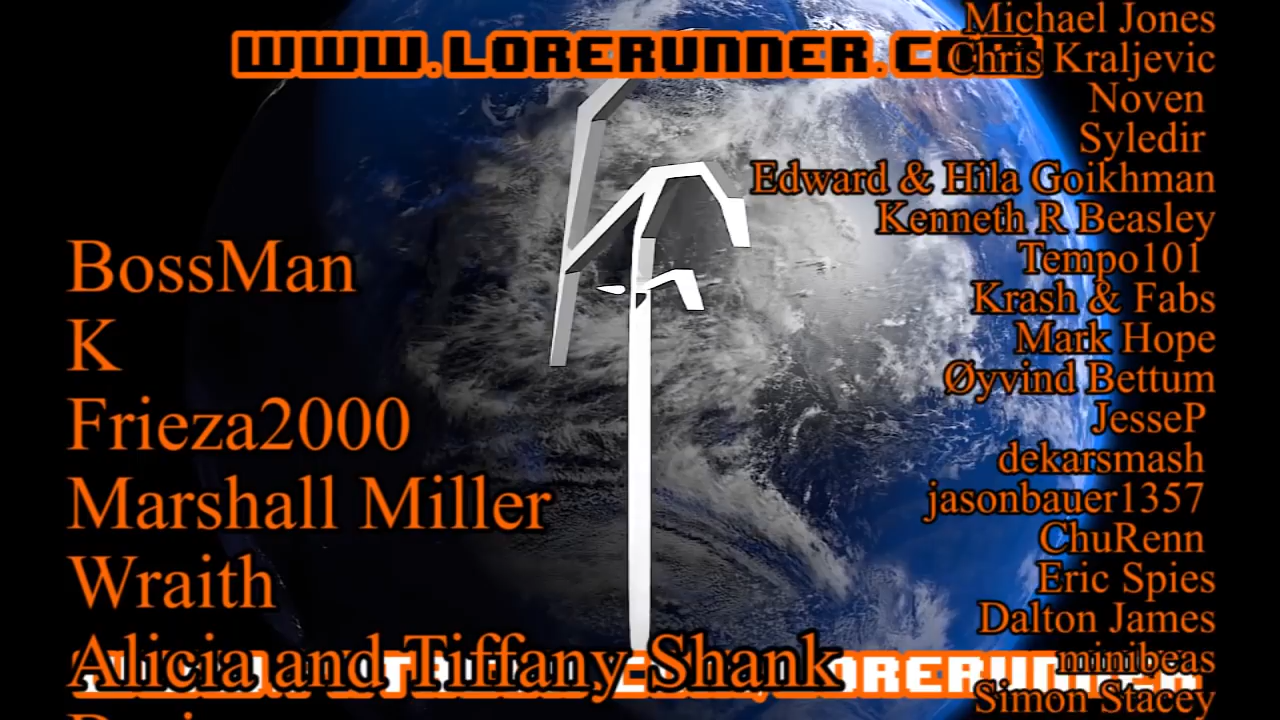 WWW.LORERUNNER.CO
Michael Jones
Chris Kraljevic
Noven
Syledir
Edward & Hila Goikhman
Kenneth R Beasley
Tempo101
Krash & Fabs
Mark Hope
Øyvind Bettum
JesseP
dekarsmash
jasonbauer1357
ChuRenn
Eric Spies
Dalton James
minibeas
Simon Stacey
BossMan
K
Frieza2000
Marshall Miller
Wraith
Alicia and Tiffany Shank
LORERUNNER